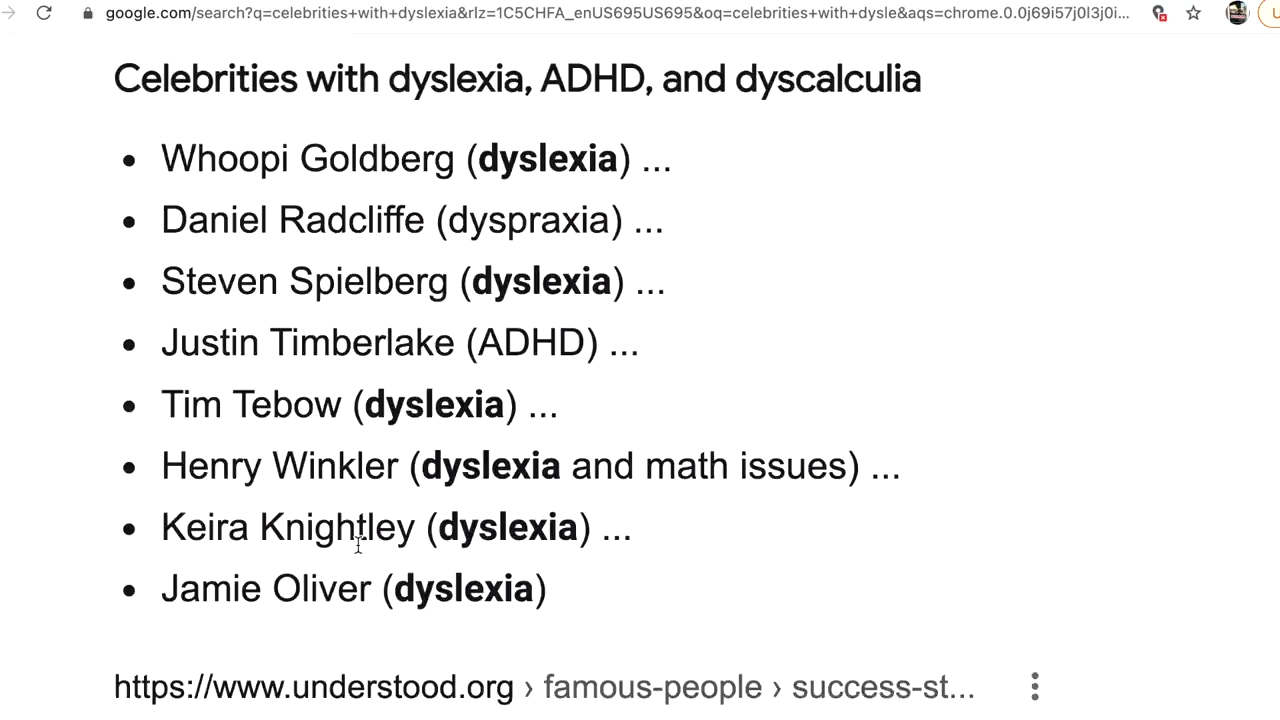 google.com/search?q=celebrities+with+dyslexia&rlz=1C5CHFA_enUS695US695&oq=celebrities+with+dysle&aqs=chrome.0.0j69i57j0l3j0i...
Celebrities with dyslexia, ADHD, and dyscalculia
• Whoopi Goldberg (dyslexia) ...
• Daniel Radcliffe (dyspraxia) ...
• Steven Spielberg (dyslexia) ...
• Justin Timberlake (ADHD) ...
• Tim Tebow (dyslexia) ...
• Henry Winkler (dyslexia and math issues) ...
• Keira Knightley (dyslexia) ...
• Jamie Oliver (dyslexia)
https://www.understood.org › famous-people › success-st...